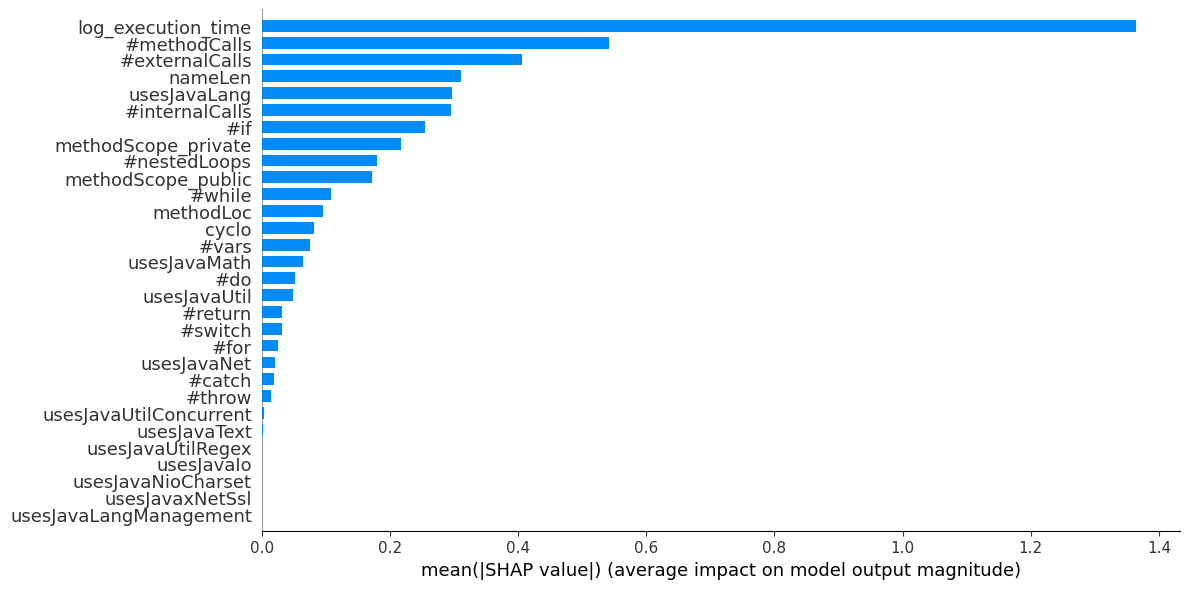 log_execution_time
#methodCalls
#externalCalls
nameLen
usesJavaLang
#internalCalls
#if
methodScope_private
#nestedLoops
methodScope_public
#while
methodLoc
cyclo
#vars
usesJavaMath
#do
usesJavaUtil
#return
#switch
#for
usesJavaNet
#catch
#throw
usesJavaUtilConcurrent
usesJavaText
usesJavaUtilRegex
usesJavaIo
usesJavaNioCharset
usesJavaxNetSsl
usesJavaLangManagement
0.0 0.2 0.4 0.6 0.8 1.0 1.2 1.4
mean(|SHAP value|) (average impact on model output magnitude)